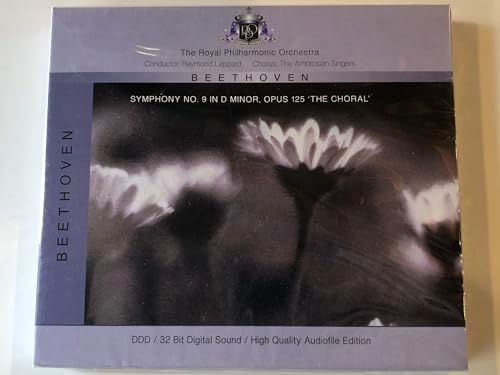 RPO
The Royal Philharmonic Orchestra
Conductor: Raymond Leppard Chorus: The Ambrosian Singers
BEETHOVEN
SYMPHONY NO. 9 IN D MINOR, OPUS 125 'THE CHORAL'
BEETHOVEN
DDD / 32 Bit Digital Sound / High Quality Audiofile Edition